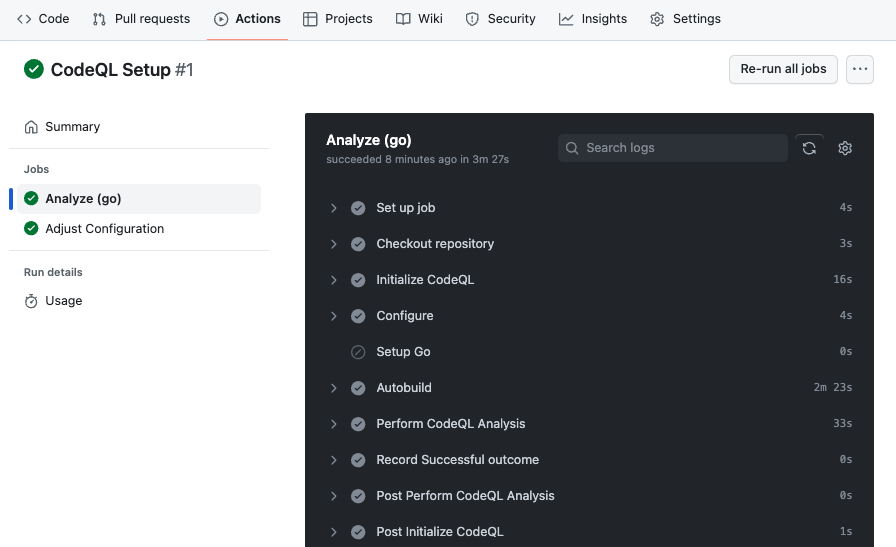 Code Pull requests Actions Projects Wiki Security Insights Settings
CodeQL Setup #1
Re-run all jobs
Summary
Jobs
Analyze (go)
Adjust Configuration
Run details
Usage
Analyze (go)
succeeded 8 minutes ago in 3m 27s
Search logs
Set up job 4s
Checkout repository 3s
Initialize CodeQL 16s
Configure 4s
Setup Go 0s
Autobuild 2m 23s
Perform CodeQL Analysis 33s
Record Successful outcome 0s
Post Perform CodeQL Analysis 0s
Post Initialize CodeQL 1s